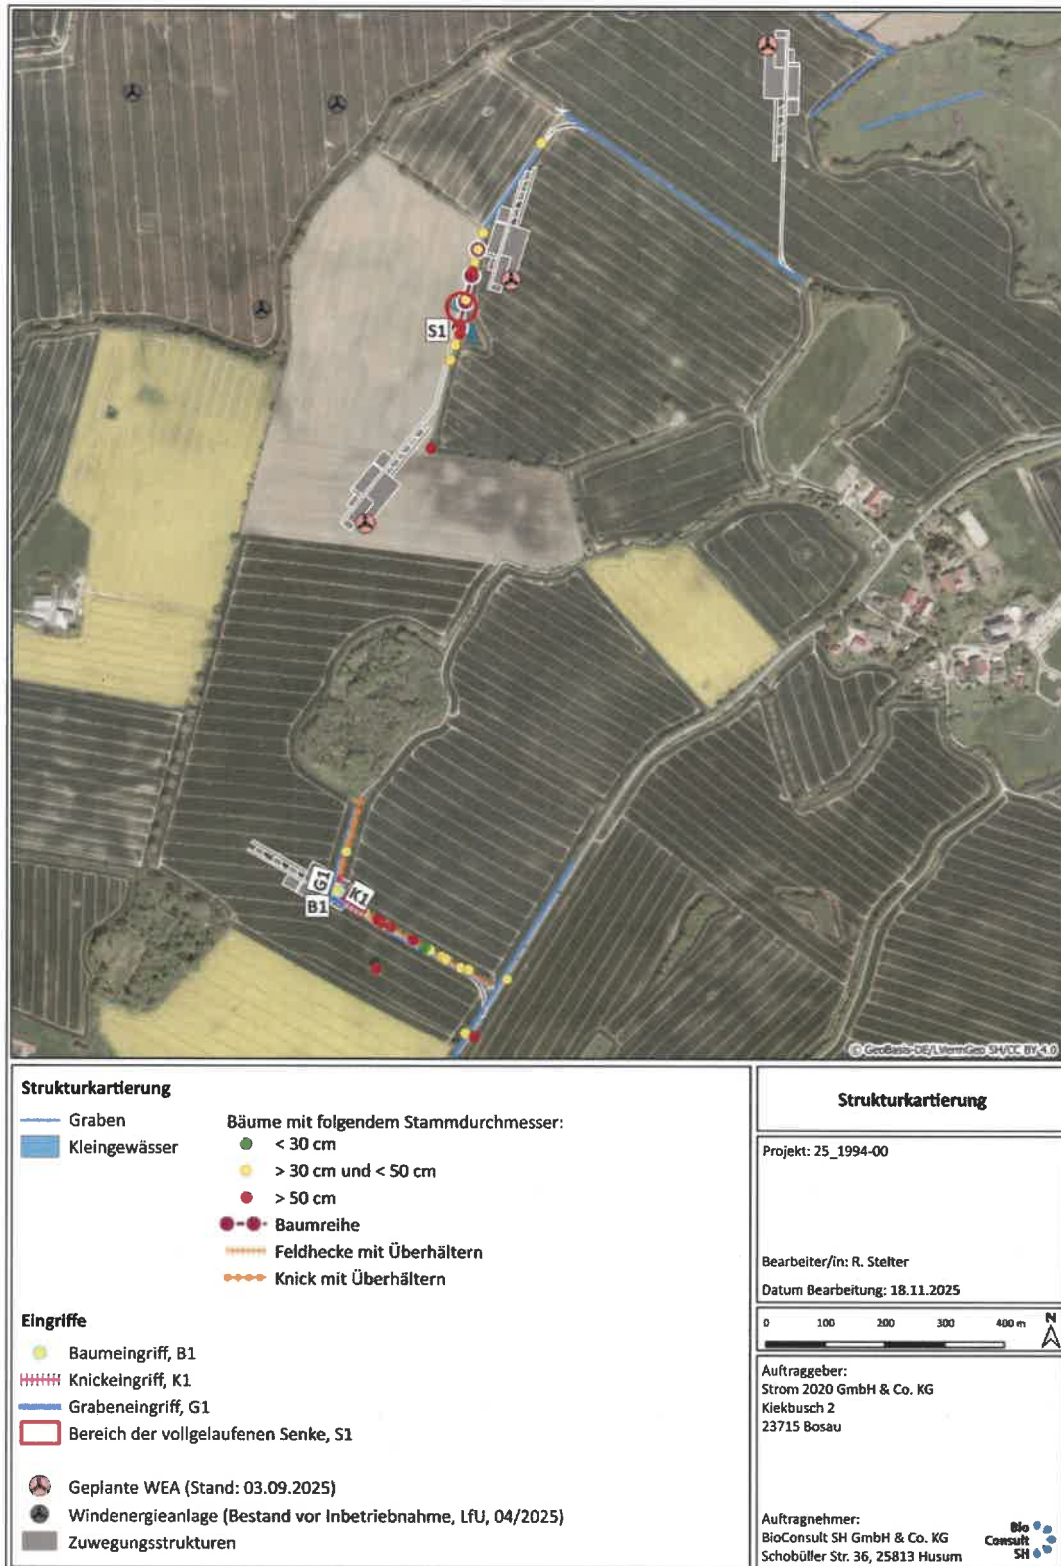 S1
G1
K1
B1
© GeoBasis-DE/LVermGeo SH/CC BY 4.0
Strukturkartierung
Graben
Kleingewässer
Bäume mit folgendem Stammdurchmesser:
< 30 cm
> 30 cm und < 50 cm
> 50 cm
Baumreihe
Feldhecke mit Überhältern
Knick mit Überhältern
Eingriffe
Baumeingriff, B1
Knickeingriff, K1
Grabeneingriff, G1
Bereich der vollgelaufenen Senke, S1
Geplante WEA (Stand: 03.09.2025)
Windenergieanlage (Bestand vor Inbetriebnahme, LfU, 04/2025)
Zuwegungsstrukturen
Strukturkartierung
Projekt: 25_1994-00
Bearbeiter/in: R. Stelter
Datum Bearbeitung: 18.11.2025
0 100 200 300 400 m
N
Auftraggeber:
Strom 2020 GmbH & Co. KG
Kiekbusch 2
23715 Bosau
Auftragnehmer:
BioConsult SH GmbH & Co. KG
Schobüller Str. 36, 25813 Husum
Bio
Consult
SH